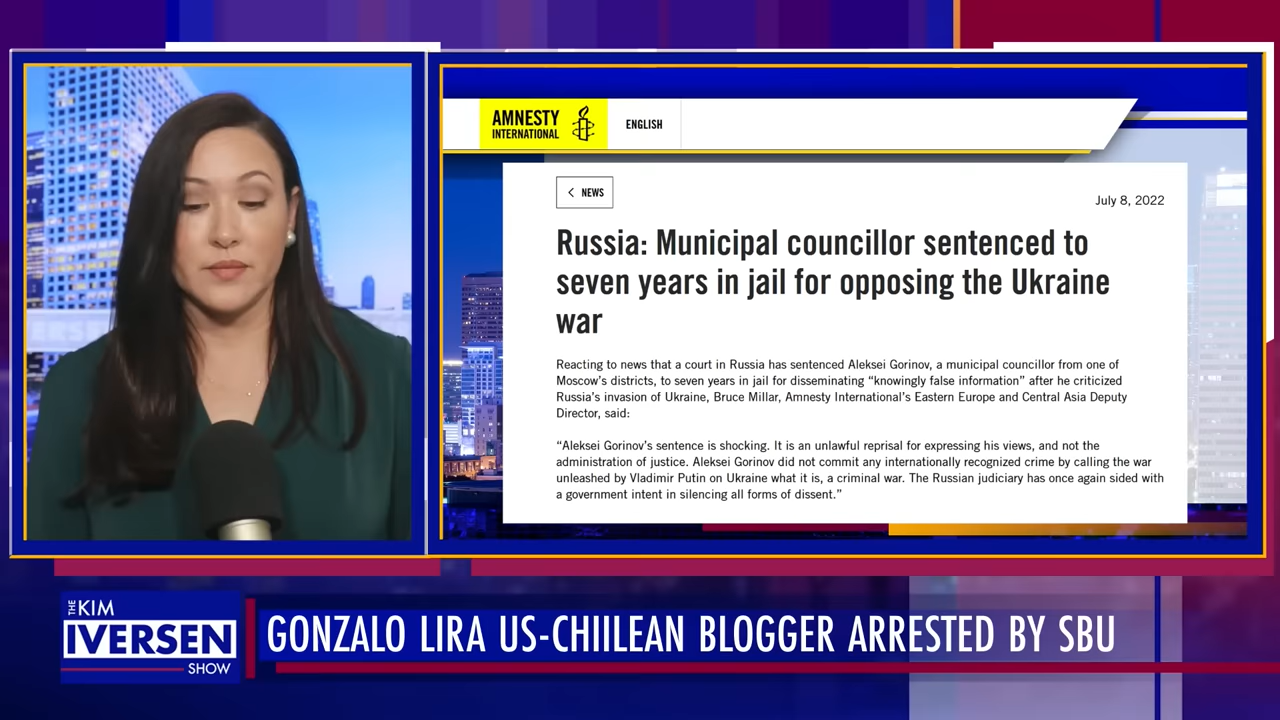 AMNESTY
INTERNATIONAL
ENGLISH
< NEWS
July 8, 2022
Russia: Municipal councillor sentenced to
seven years in jail for opposing the Ukraine
war
Reacting to news that a court in Russia has sentenced Aleksei Gorinov, a municipal councillor from one of
Moscow's districts, to seven years in jail for disseminating “knowingly false information” after he criticized
Russia's invasion of Ukraine, Bruce Millar, Amnesty International's Eastern Europe and Central Asia Deputy
Director, said:
“Aleksei Gorinov's sentence is shocking. It is an unlawful reprisal for expressing his views, and not the
administration of justice. Aleksei Gorinov did not commit any internationally recognized crime by calling the war
unleashed by Vladimir Putin on Ukraine what it is, a criminal war. The Russian judiciary has once again sided with
a government intent in silencing all forms of dissent.”
THE KIM
IVERSEN
SHOW
GONZALO LIRA US-CHIILEAN BLOGGER ARRESTED BY SBU